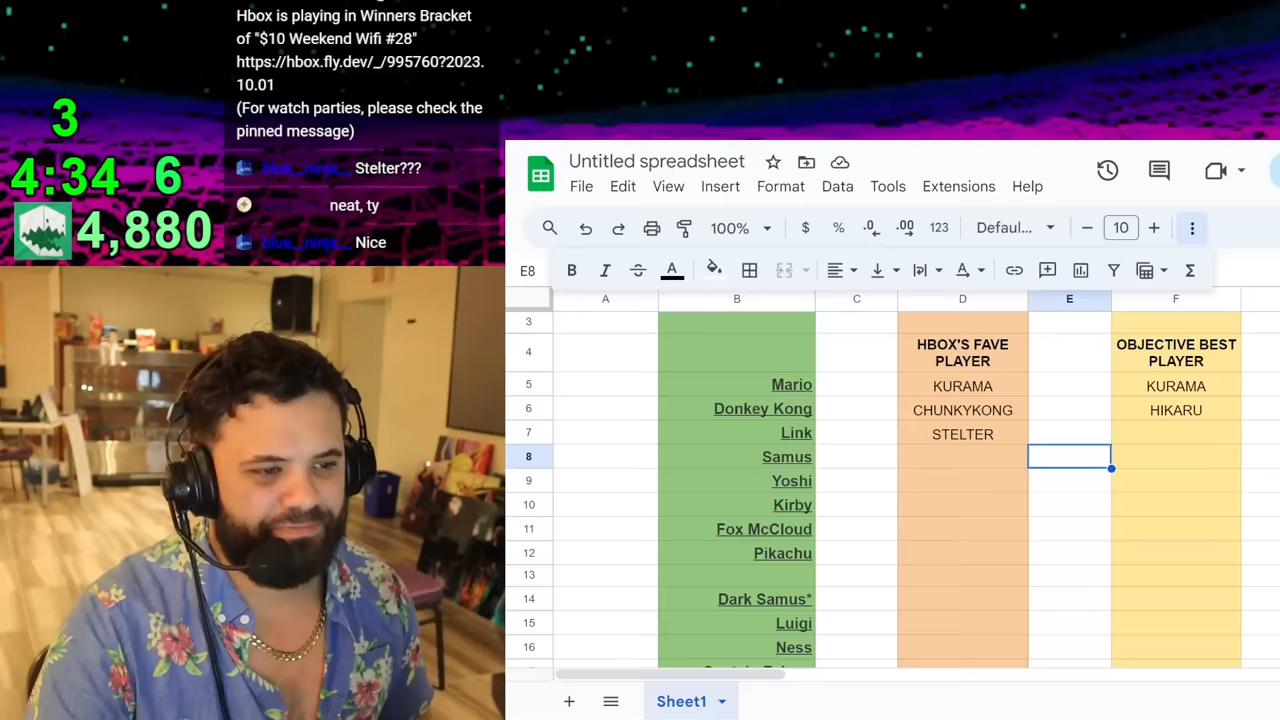 Hbox is playing in Winners Bracket
of "$10 Weekend Wifi #28"
https://hbox.fly.dev/_/995760?2023.
10.01
(For watch parties, please check the
pinned message)
blue__ninja__ Stelter???
neat, ty
blue__ninja__ Nice
3
4:34 6
4,880
Untitled spreadsheet
File Edit View Insert Format Data Tools Extensions Help
100% $ % .0 .00 123 Defaul... 10
E8 B I A
A B C D E F
3
4 HBOX'S FAVE OBJECTIVE BEST
PLAYER PLAYER
5 Mario KURAMA KURAMA
6 Donkey Kong CHUNKYKONG HIKARU
7 Link STELTER
8 Samus
9 Yoshi
10 Kirby
11 Fox McCloud
12 Pikachu
13
14 Dark Samus*
15 Luigi
16 Ness
Sheet1